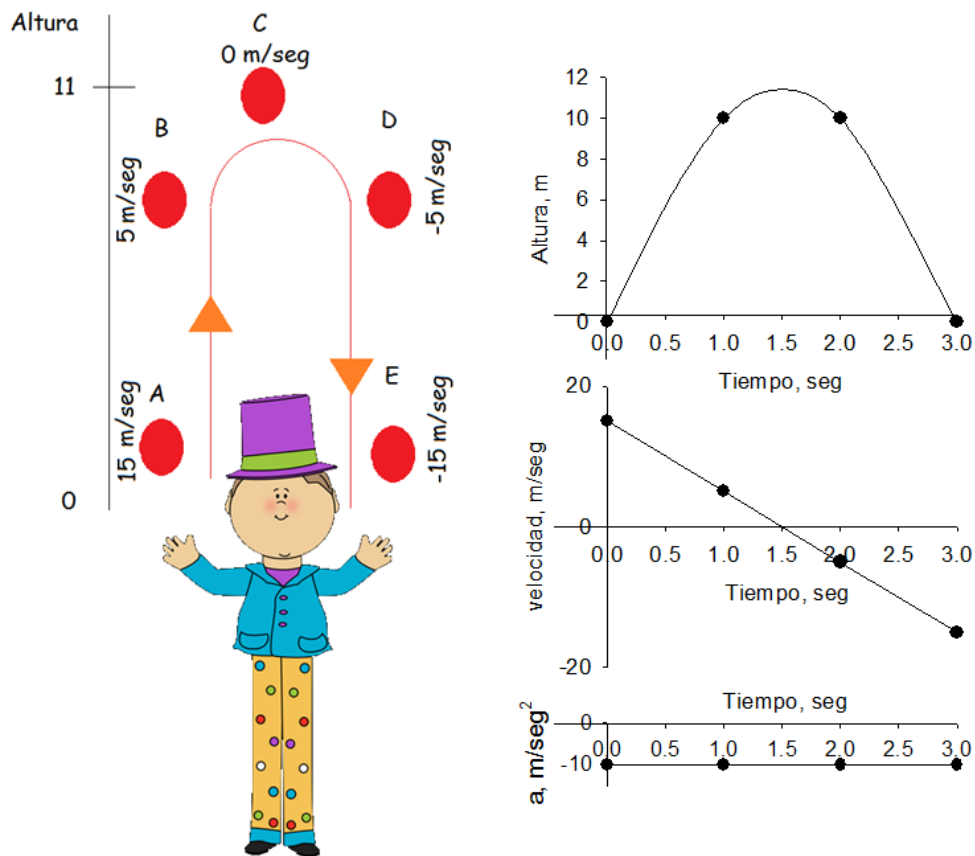 Altura
11
0
C
0 m/seg
B
5 m/seg
D
-5 m/seg
A
15 m/seg
E
-15 m/seg
Altura, m
12
10
8
6
4
2
0
0.0 0.5 1.0 1.5 2.0 2.5 3.0
Tiempo, seg
velocidad, m/seg
20
0
-20
0.0 0.5 1.0 1.5 2.0 2.5 3.0
Tiempo, seg
Tiempo, seg
a, m/seg²
0
-10
0.0 0.5 1.0 1.5 2.0 2.5 3.0